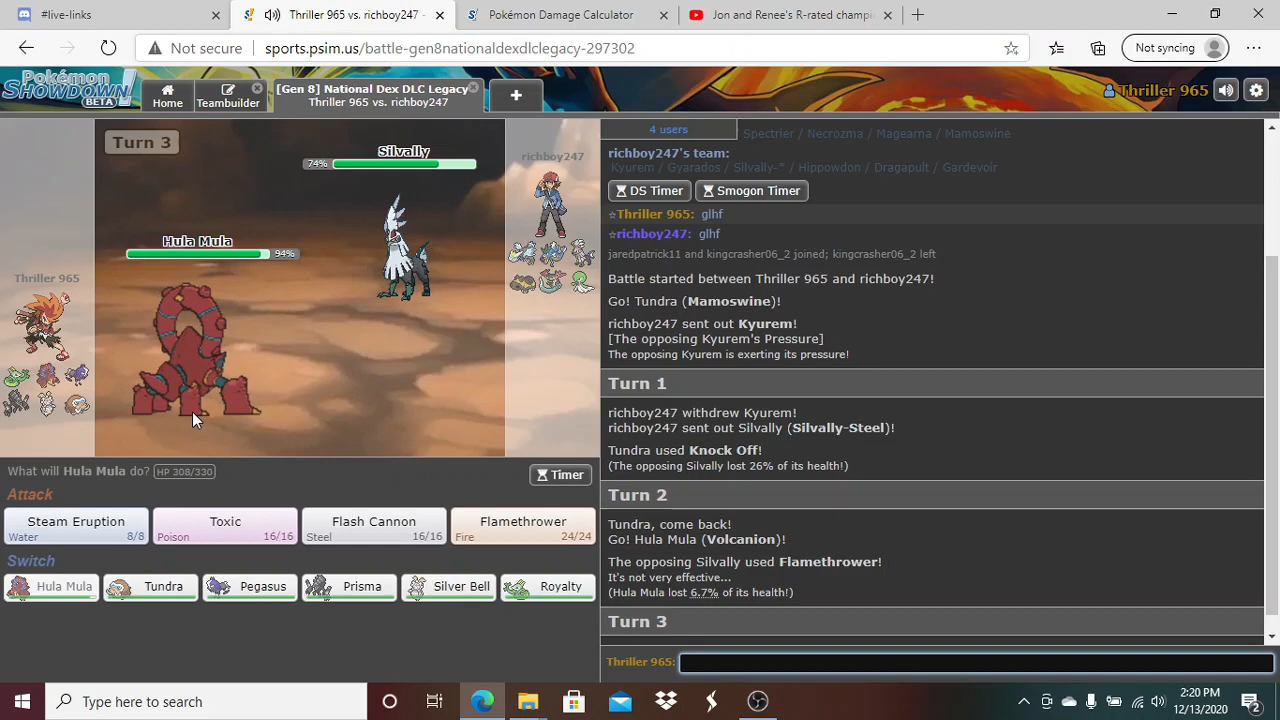 #live-links
Thriller 965 vs. richboy247 -
Pokémon Damage Calculator
Jon and Renee's R-rated champi
Not secure
sports.psim.us/battle-gen8nationaldexdlclegacy-297302
Not syncing
Pokémon
SHOWDOWN
BETA
Home
Teambuilder
[Gen 8] National Dex DLC Legacy
Thriller 965 vs. richboy247
Thriller 965
Turn 3
Silvally
74%
richboy247
Hula Mula
94%
Thriller 965
4 users
Spectrier / Necrozma / Magearna / Mamoswine
richboy247's team:
Kyurem / Gyarados / Silvally-* / Hippowdon / Dragapult / Gardevoir
DS Timer
Smogon Timer
☆Thriller 965: glhf
☆richboy247: glhf
jaredpatrick11 and kingcrasher06_2 joined; kingcrasher06_2 left
Battle started between Thriller 965 and richboy247!
Go! Tundra (Mamoswine)!
richboy247 sent out Kyurem!
[The opposing Kyurem's Pressure]
The opposing Kyurem is exerting its pressure!
Turn 1
richboy247 withdrew Kyurem!
richboy247 sent out Silvally (Silvally-Steel)!
Tundra used Knock Off!
(The opposing Silvally lost 26% of its health!)
Turn 2
Tundra, come back!
Go! Hula Mula (Volcanion)!
The opposing Silvally used Flamethrower!
It's not very effective...
(Hula Mula lost 6.7% of its health!)
Turn 3
Thriller 965:
What will Hula Mula do? HP 308/330
Timer
Attack
Steam Eruption
Water 8/8
Toxic
Poison 16/16
Flash Cannon
Steel 16/16
Flamethrower
Fire 24/24
Switch
Hula Mula
Tundra
Pegasus
Prisma
Silver Bell
Royalty
Type here to search
2:20 PM
12/13/2020
2